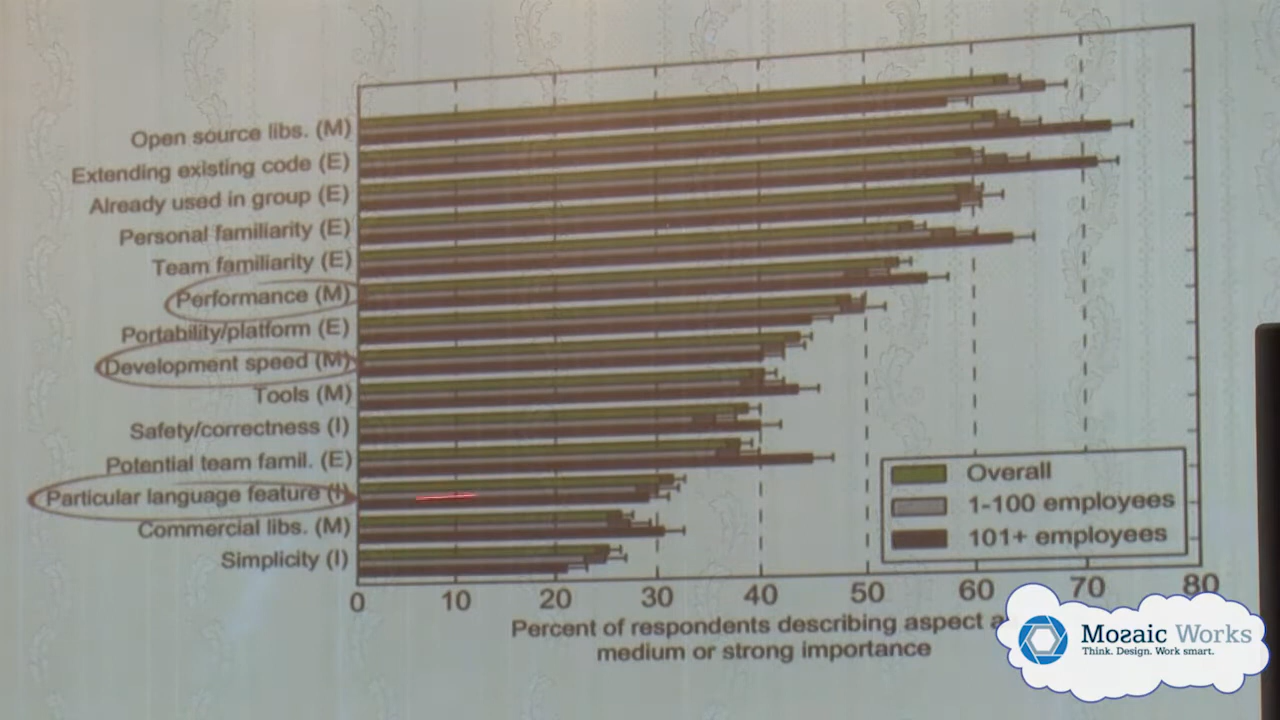 Open source libs. (M)
Extending existing code (E)
Already used in group (E)
Personal familiarity (E)
Team familiarity (E)
Performance (M)
Portability/platform (E)
Development speed (M)
Tools (M)
Safety/correctness (I)
Potential team famil. (E)
Particular language feature (I)
Commercial libs. (M)
Simplicity (I)
Overall
1-100 employees
101+ employees
0 10 20 30 40 50 60 70 80
Percent of respondents describing aspect
medium or strong importance
Mozaic Works
Think. Design. Work smart.